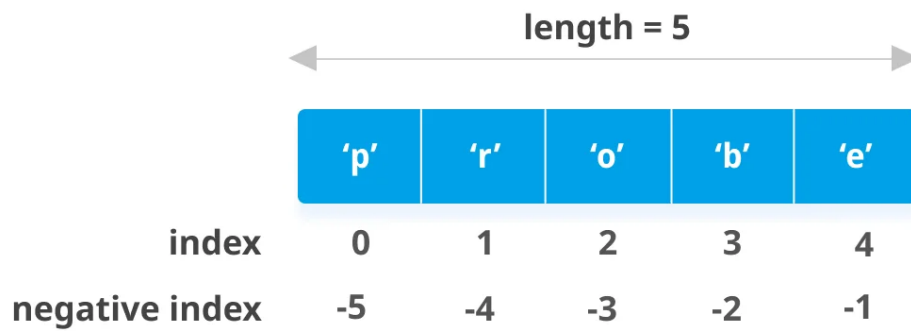 length = 5
‘p’ ‘r’ ‘o’ ‘b’ ‘e’
index 0 1 2 3 4
negative index -5 -4 -3 -2 -1